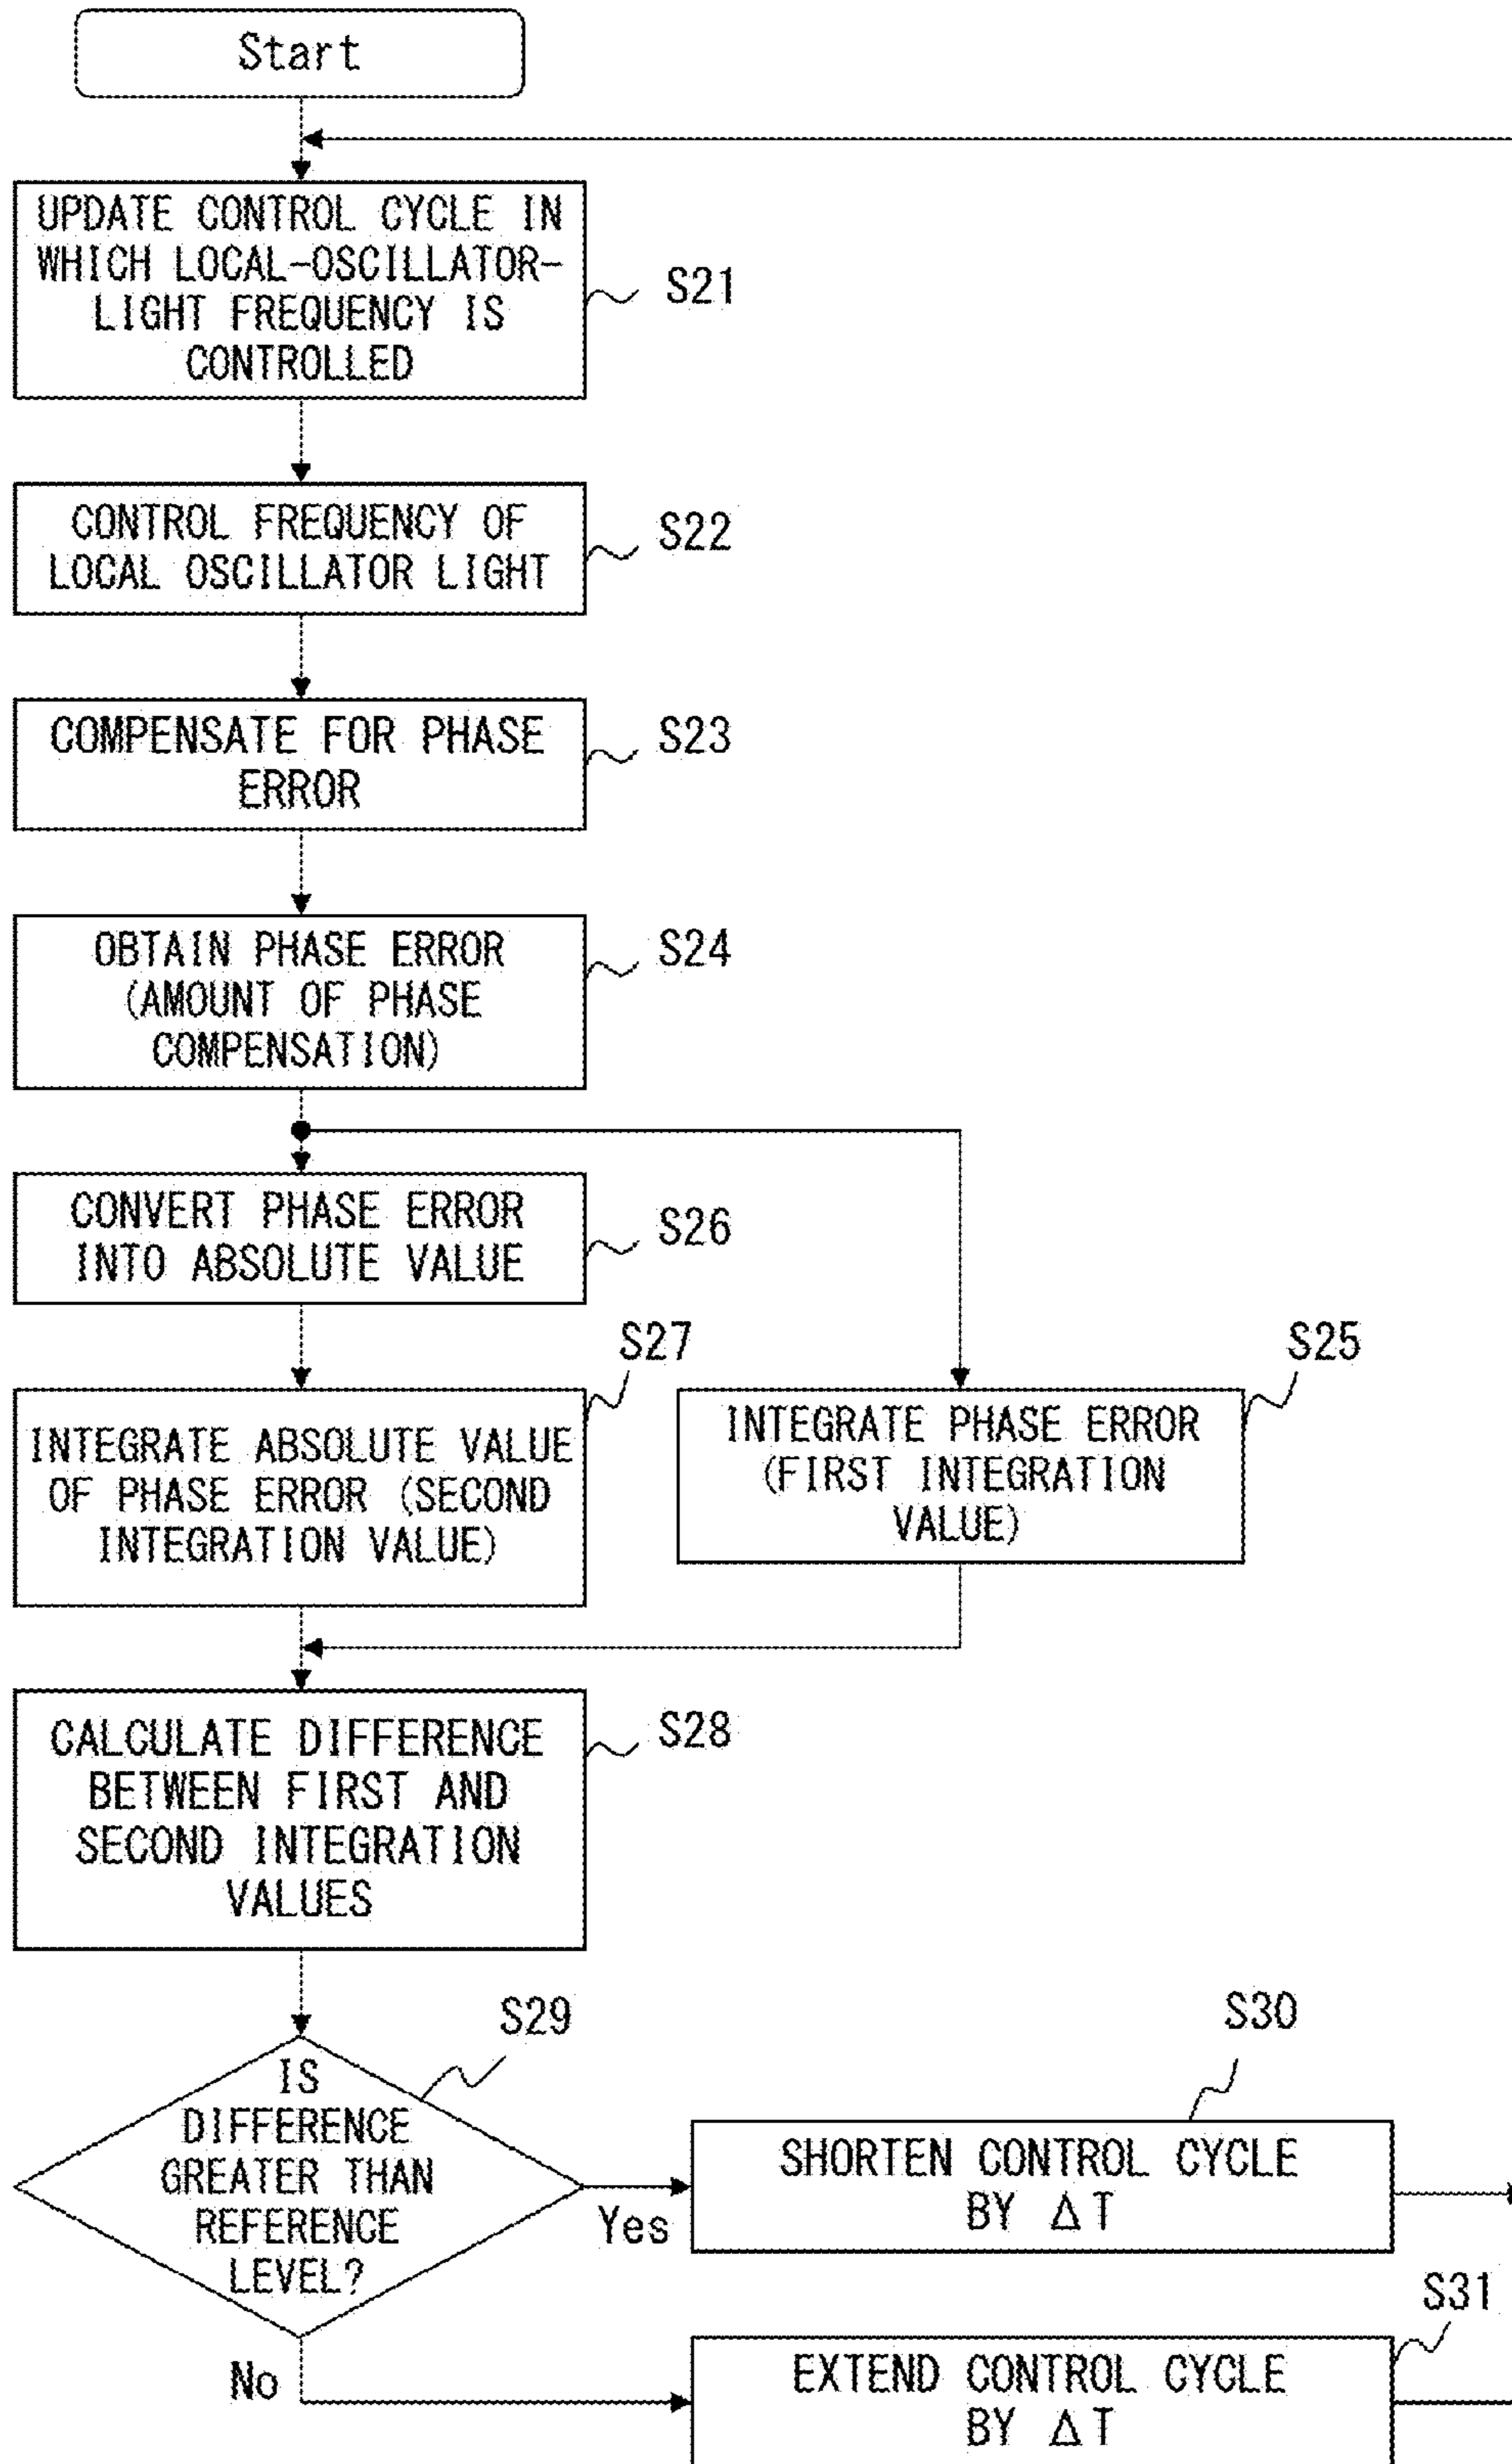 Start
UPDATE CONTROL CYCLE IN
WHICH LOCAL-OSCILLATOR-
LIGHT FREQUENCY IS
CONTROLLED
S21
CONTROL FREQUENCY OF
LOCAL OSCILLATOR LIGHT
S22
COMPENSATE FOR PHASE
ERROR
S23
OBTAIN PHASE ERROR
(AMOUNT OF PHASE
COMPENSATION)
S24
CONVERT PHASE ERROR
INTO ABSOLUTE VALUE
S26
S27
INTEGRATE ABSOLUTE VALUE
OF PHASE ERROR (SECOND
INTEGRATION VALUE)
S25
INTEGRATE PHASE ERROR
(FIRST INTEGRATION
VALUE)
CALCULATE DIFFERENCE
BETWEEN FIRST AND
SECOND INTEGRATION
VALUES
S28
S29
IS
DIFFERENCE
GREATER THAN
REFERENCE
LEVEL?
Yes
S30
SHORTEN CONTROL CYCLE
BY ΔT
No
S31
EXTEND CONTROL CYCLE
BY ΔT